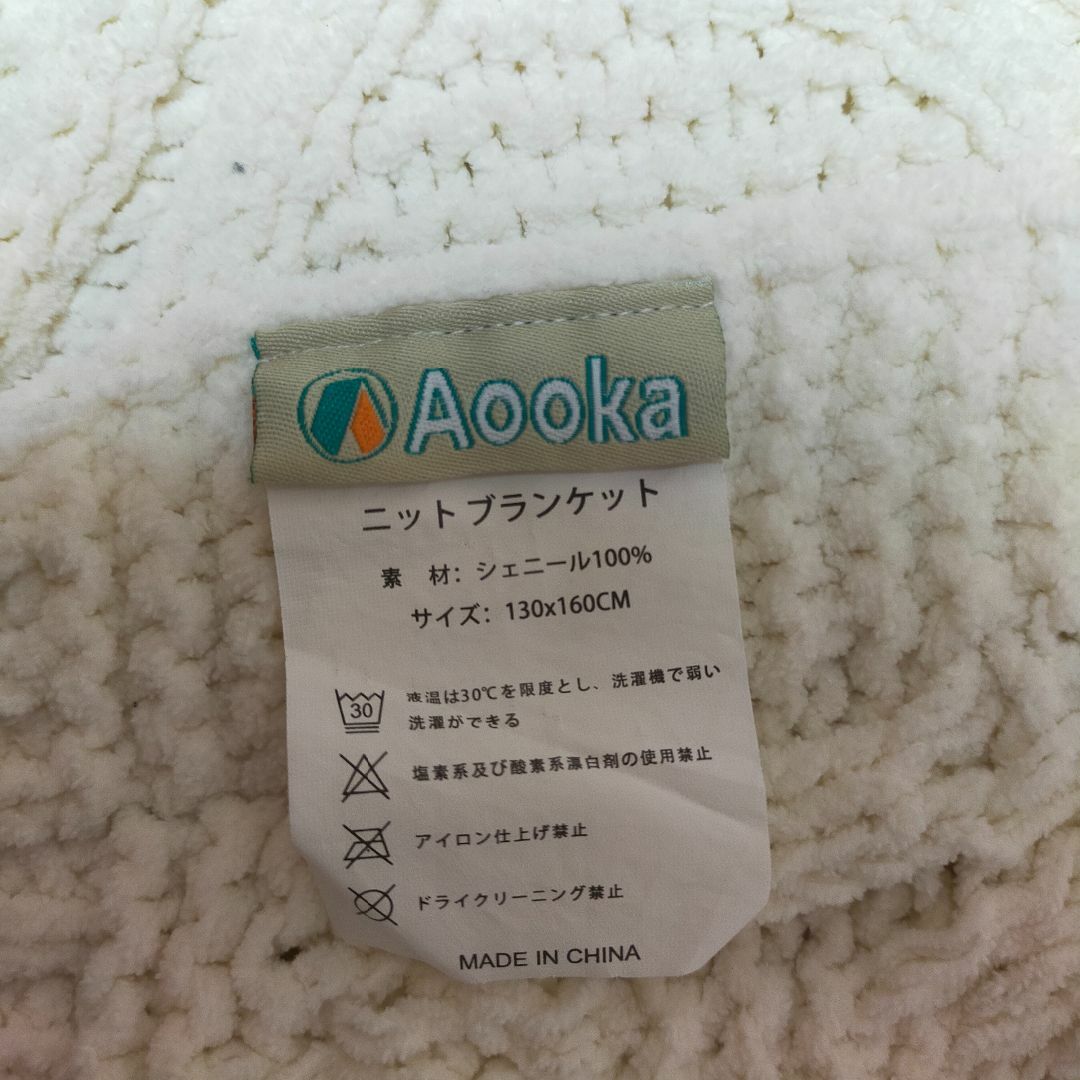 Aooka
ニットブランケット
素　材：シェニール100%
サイズ：130x160CM
30
液温は30℃を限度とし、洗濯機で弱い
洗濯ができる
塩素系及び酸素系漂白剤の使用禁止
アイロン仕上げ禁止
ドライクリーニング禁止
MADE IN CHINA